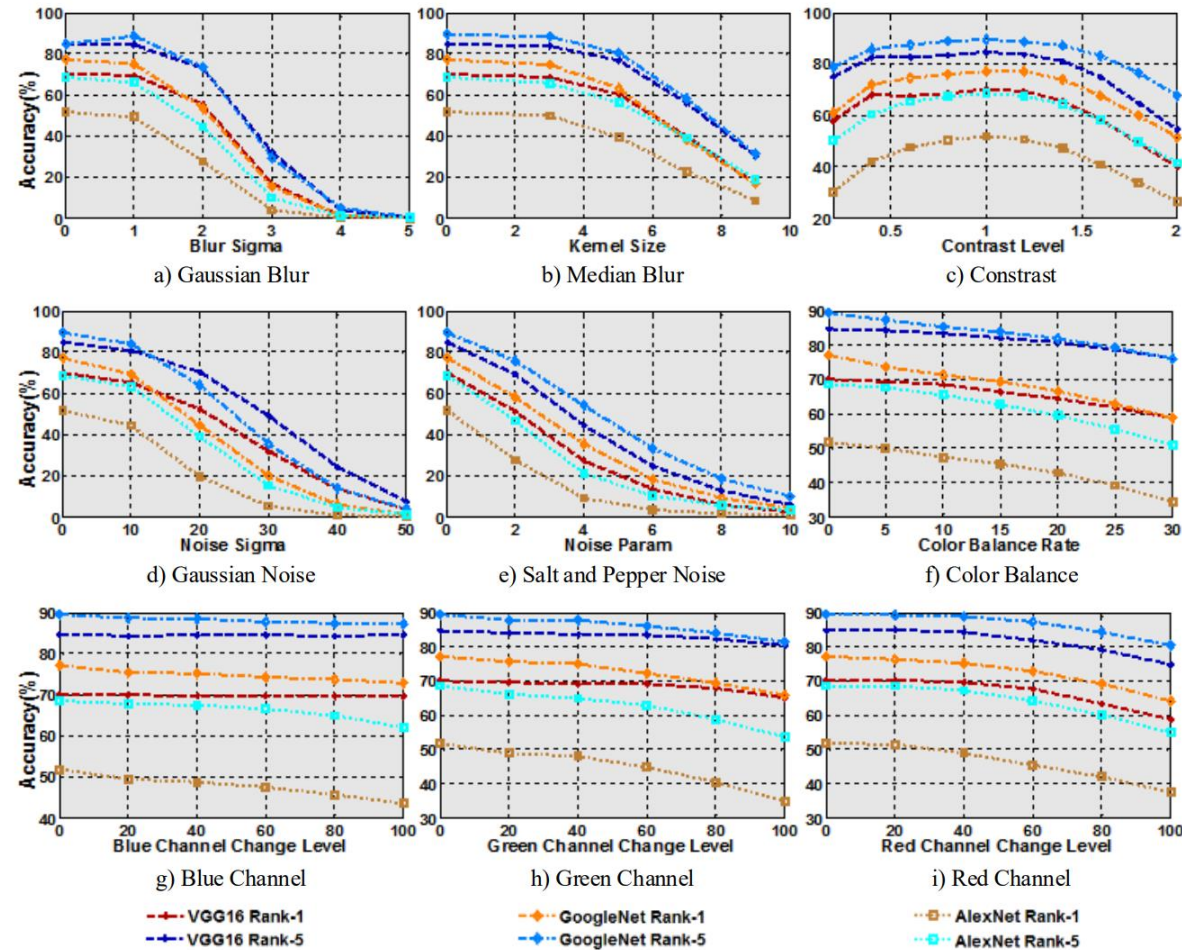 100
80
60
40
20
0
Accuracy(%)
0 1 2 3 4 5
Blur Sigma
a) Gaussian Blur
100
80
60
40
20
0
0 2 4 6 8 10
Kernel Size
b) Median Blur
100
80
60
40
20
0.5 1 1.5 2
Contrast Level
c) Constrast
100
80
60
40
20
0
Accuracy(%)
0 10 20 30 40 50
Noise Sigma
d) Gaussian Noise
100
80
60
40
20
0
0 2 4 6 8 10
Noise Param
e) Salt and Pepper Noise
90
80
70
60
50
40
30
0 5 10 15 20 25 30
Color Balance Rate
f) Color Balance
90
80
70
60
50
40
Accuracy(%)
0 20 40 60 80 100
Blue Channel Change Level
g) Blue Channel
90
80
70
60
50
40
30
0 20 40 60 80 100
Green Channel Change Level
h) Green Channel
90
80
70
60
50
40
30
0 20 40 60 80 100
Red Channel Change Level
i) Red Channel
VGG16 Rank-1 GoogleNet Rank-1 AlexNet Rank-1
VGG16 Rank-5 GoogleNet Rank-5 AlexNet Rank-5